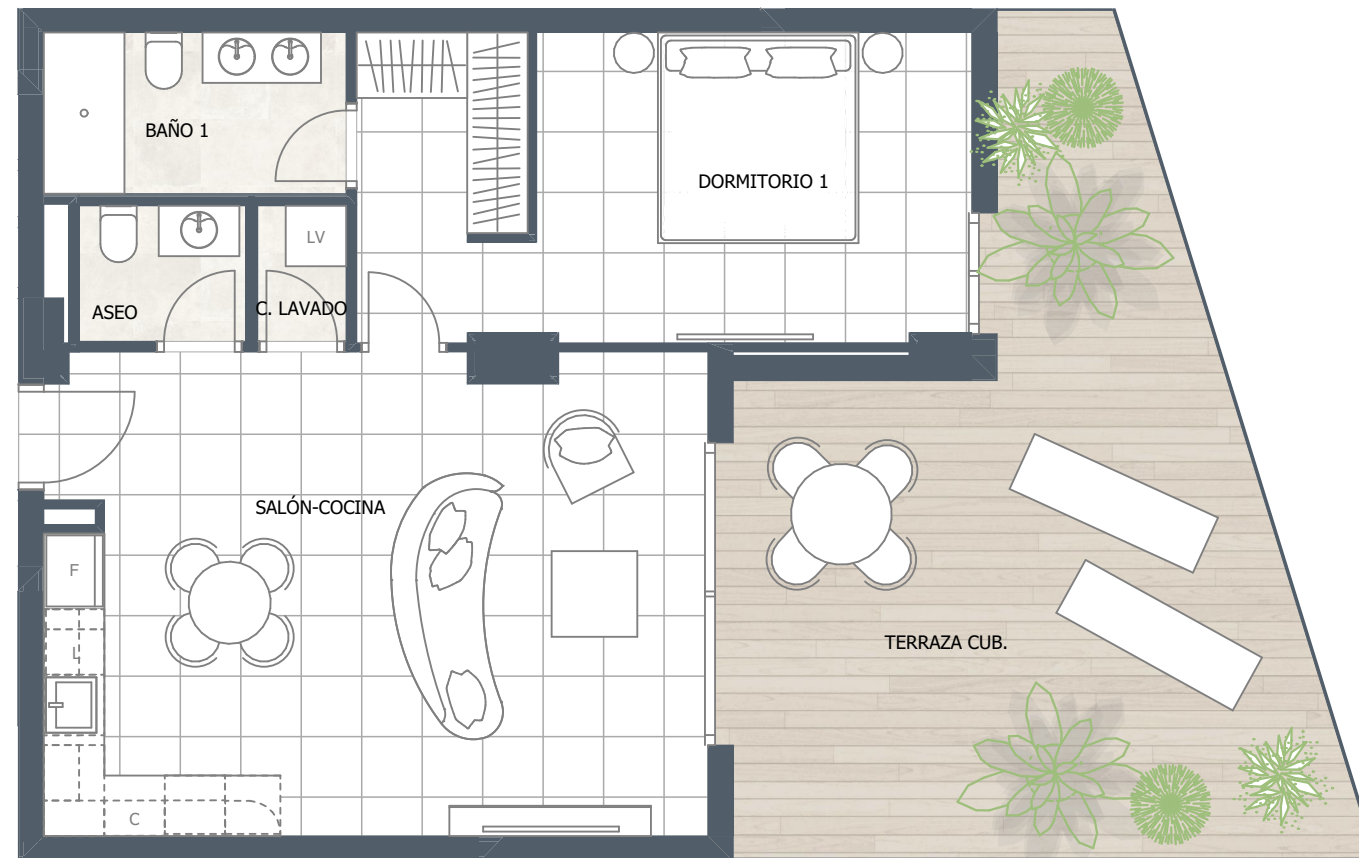 BAÑO 1
DORMITORIO 1
LV
ASEO
C. LAVADO
SALÓN-COCINA
F
L
TERRAZA CUB.
C